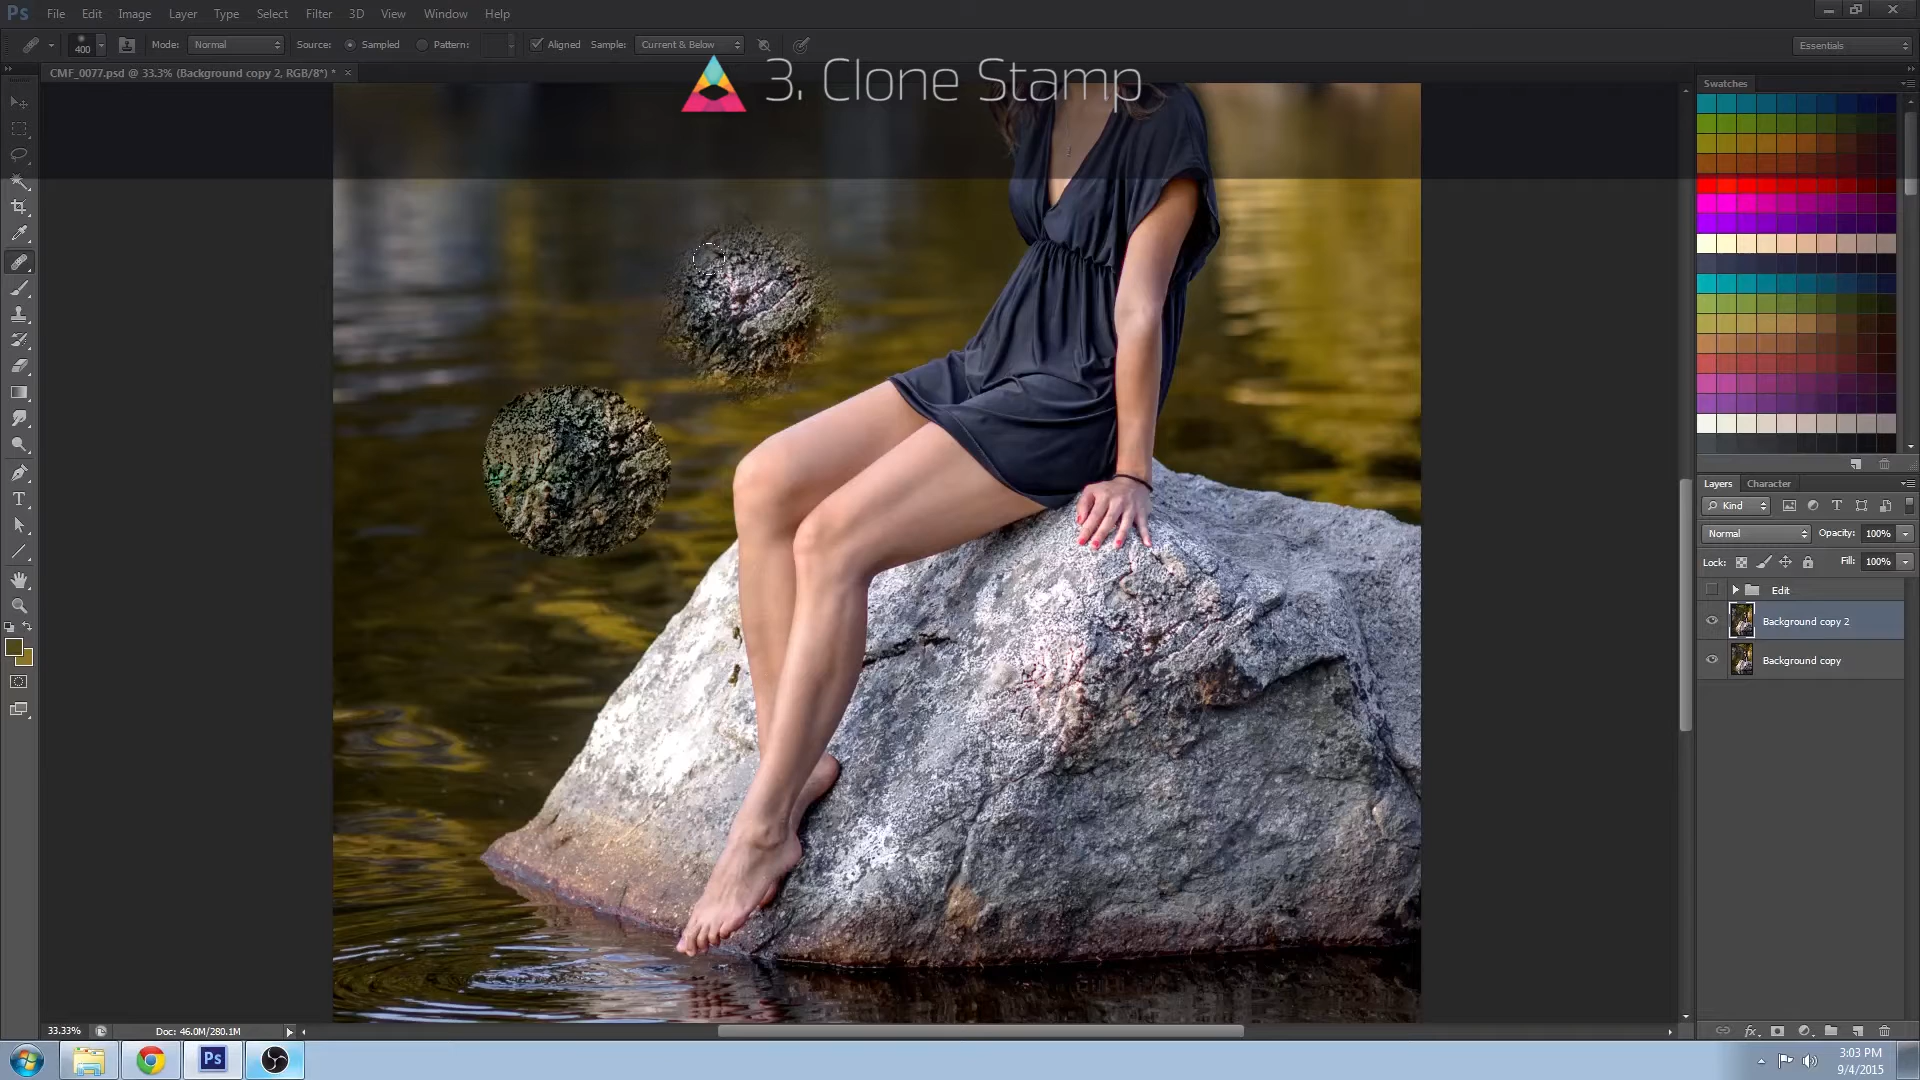 Ps File Edit Image Layer Type Select Filter 3D View Window Help
400 Mode: Normal Source: Sampled Pattern: Aligned Sample: Current & Below Essentials
CMF_0077.psd @ 33.3% (Background copy 2, RGB/8*) * ×
3. Clone Stamp
Swatches
T
Layers Character
Kind
T
Normal Opacity: 100%
Lock: Fill: 100%
Edit
Background copy 2
Background copy
33.33% Doc: 46.0M/280.1M
fx
Ps
3:03 PM
9/4/2015